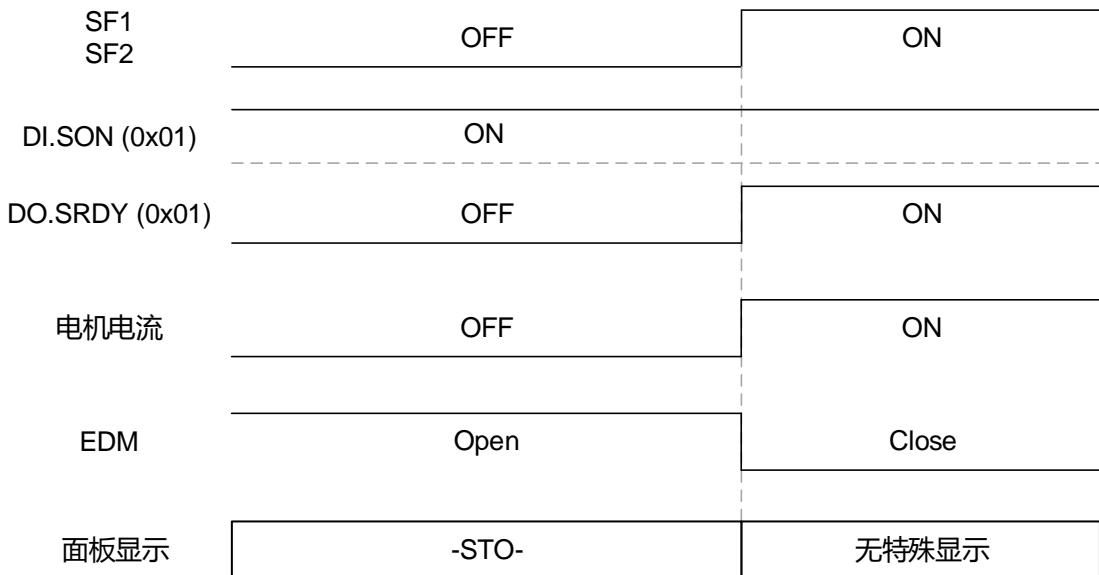 SF1
SF2
OFF
ON
DI.SON (0x01)
ON
DO.SRDY (0x01)
OFF
ON
电机电流
OFF
ON
EDM
Open
Close
面板显示
-STO-
无特殊显示